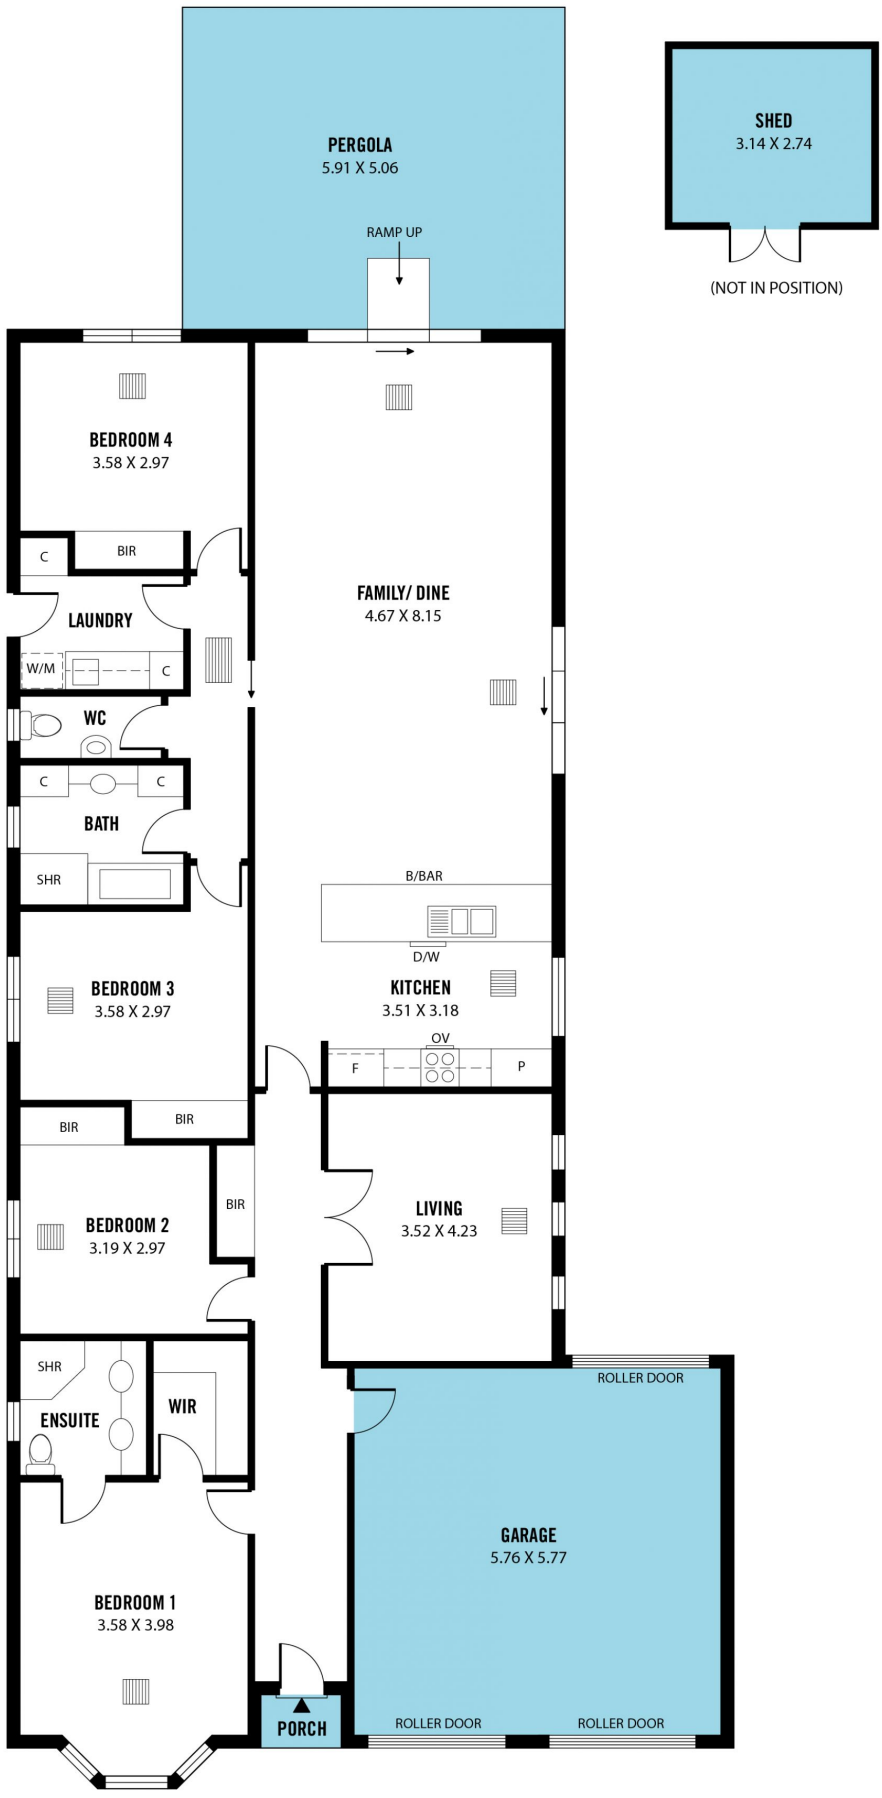 PERGOLA
5.91 X 5.06
RAMP UP
SHED
3.14 X 2.74
(NOT IN POSITION)
BEDROOM 4
3.58 X 2.97
C
BIR
LAUNDRY
W/M
C
WC
C
C
BATH
SHR
FAMILY/ DINE
4.67 X 8.15
B/BAR
D/W
KITCHEN
3.51 X 3.18
OV
F
P
BEDROOM 3
3.58 X 2.97
BIR
BIR
BEDROOM 2
3.19 X 2.97
BIR
LIVING
3.52 X 4.23
SHR
ENSUITE
WIR
ROLLER DOOR
GARAGE
5.76 X 5.77
BEDROOM 1
3.58 X 3.98
PORCH
ROLLER DOOR
ROLLER DOOR